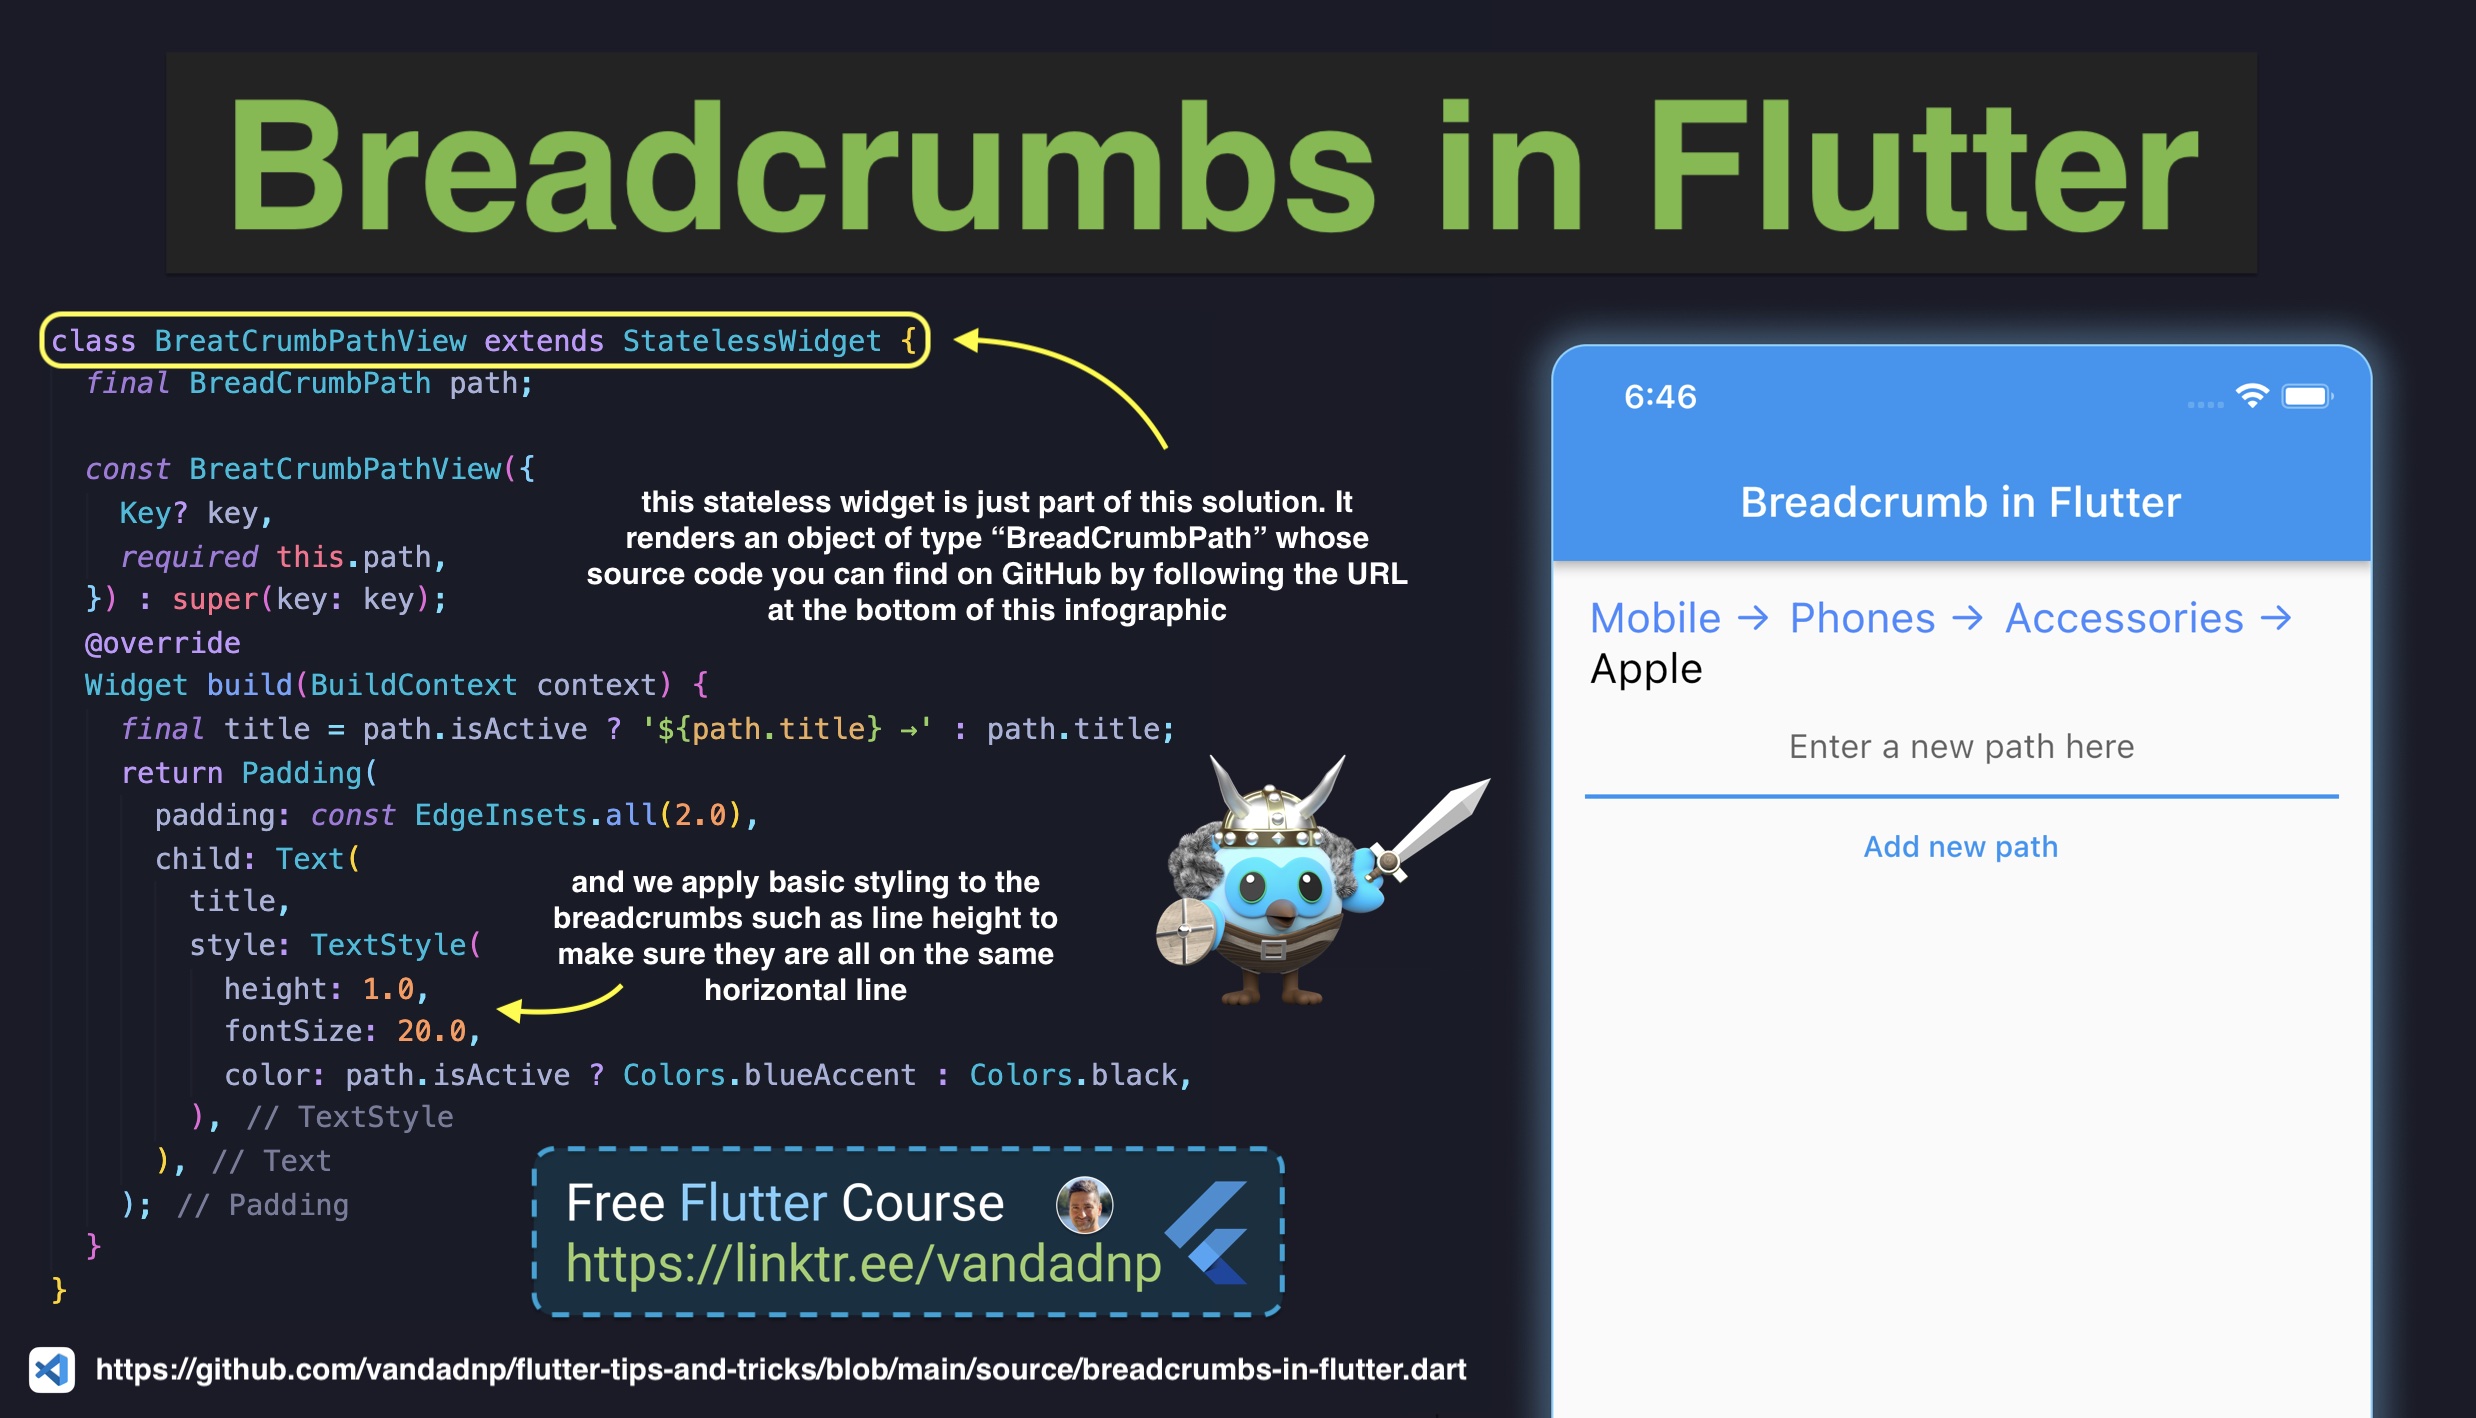 Breadcrumbs in Flutter
class BreatCrumbPathView extends StatelessWidget {
final BreadCrumbPath path;
const BreatCrumbPathView({
Key? key,
required this.path,
}) : super(key: key);
@override
Widget build(BuildContext context) {
final title = path.isActive ? '${path.title} →' : path.title;
return Padding(
padding: const EdgeInsets.all(2.0),
child: Text(
title,
style: TextStyle(
height: 1.0,
fontSize: 20.0,
color: path.isActive ? Colors.blueAccent : Colors.black,
), // TextStyle
), // Text
); // Padding
}
}
this stateless widget is just part of this solution. It
renders an object of type “BreadCrumbPath” whose
source code you can find on GitHub by following the URL
at the bottom of this infographic
and we apply basic styling to the
breadcrumbs such as line height to
make sure they are all on the same
horizontal line
Free Flutter Course
https://linktr.ee/vandadnp
https://github.com/vandadnp/flutter-tips-and-tricks/blob/main/source/breadcrumbs-in-flutter.dart
6:46
Breadcrumb in Flutter
Mobile → Phones → Accessories →
Apple
Enter a new path here
Add new path